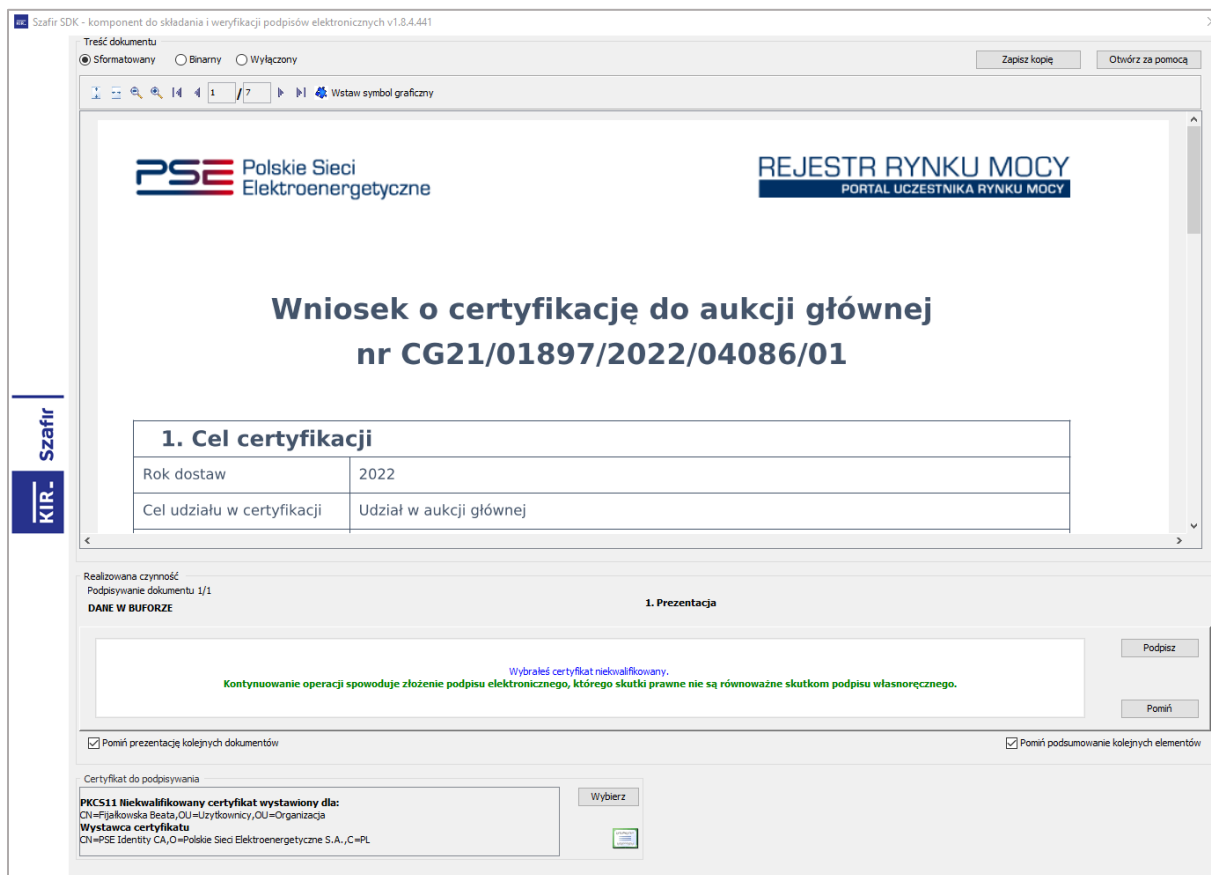 KIR. Szafir SDK - komponent do składania i weryfikacji podpisów elektronicznych v1.8.4.441
Treść dokumentu
Sformatowany Binarny Wyłączony Zapisz kopię Otwórz za pomocą
1 / 7 Wstaw symbol graficzny
PSE Polskie Sieci
Elektroenergetyczne
REJESTR RYNKU MOCY
PORTAL UCZESTNIKA RYNKU MOCY
Wniosek o certyfikację do aukcji głównej
nr CG21/01897/2022/04086/01
1. Cel certyfikacji
Rok dostaw 2022
Cel udziału w certyfikacji Udział w aukcji głównej
KIR. Szafir
Realizowana czynność
Podpisywanie dokumentu 1/1
DANE W BUFORZE
1. Prezentacja
Wybrałeś certyfikat niekwalifikowany.
Kontynuowanie operacji spowoduje złożenie podpisu elektronicznego, którego skutki prawne nie są równoważne skutkom podpisu własnoręcznego.
Podpisz
Pomiń
Pomiń prezentację kolejnych dokumentów Pomiń podsumowanie kolejnych elementów
Certyfikat do podpisywania
PKCS11 Niekwalifikowany certyfikat wystawiony dla:
CN=Fijałkowska Beata,OU=Uzytkownicy,OU=Organizacja
Wystawca certyfikatu
CN=PSE Identity CA,O=Polskie Sieci Elektroenergetyczne S.A.,C=PL
Wybierz